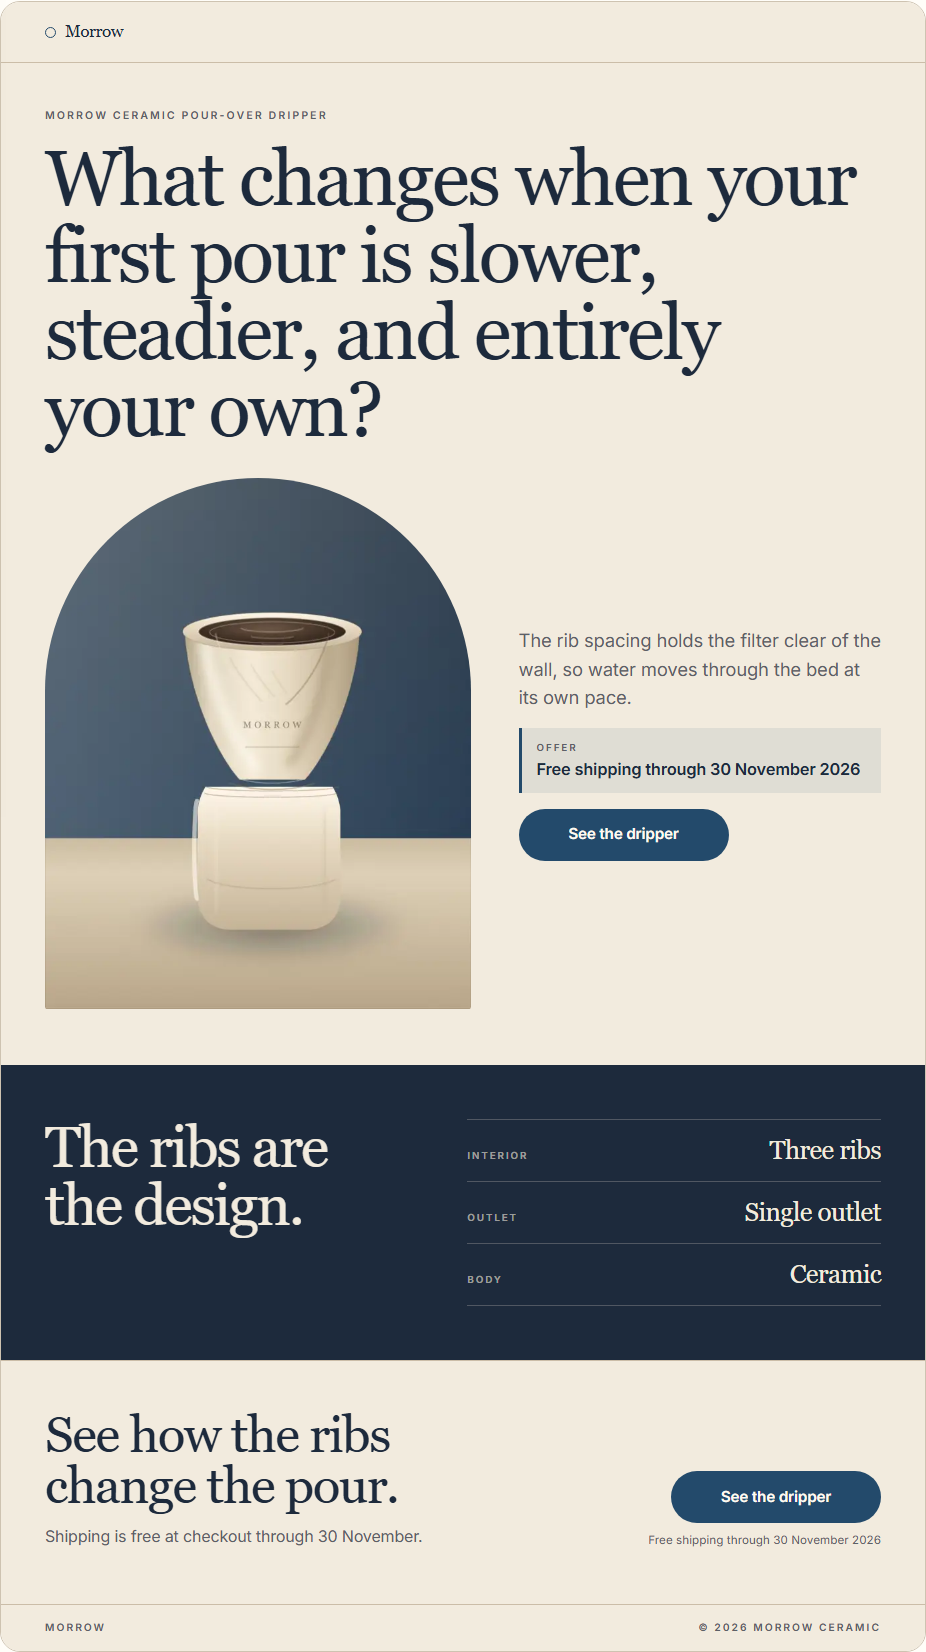 Morrow
MORROW CERAMIC POUR-OVER DRIPPER
What changes when your
first pour is slower,
steadier, and entirely
your own?
MORROW
The rib spacing holds the filter clear of the
wall, so water moves through the bed at
its own pace.
OFFER
Free shipping through 30 November 2026
See the dripper
The ribs are
the design.
INTERIOR
Three ribs
OUTLET
Single outlet
BODY
Ceramic
See how the ribs
change the pour.
Shipping is free at checkout through 30 November.
See the dripper
Free shipping through 30 November 2026
MORROW
© 2026 MORROW CERAMIC